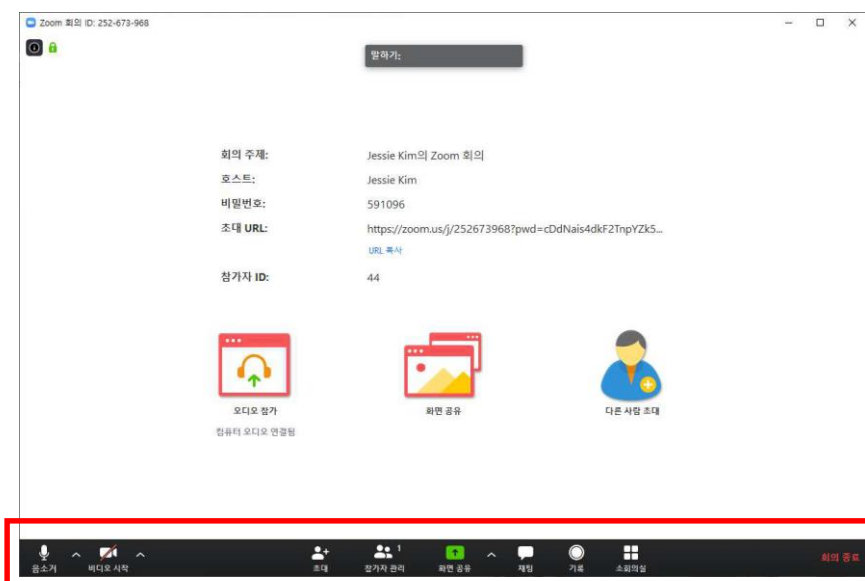 Zoom 회의 ID: 252-673-968
말하기:
회의 주제: Jessie Kim의 Zoom 회의
호스트: Jessie Kim
비밀번호: 591096
초대 URL: https://zoom.us/j/252673968?pwd=cDdNais4dkF2TnpYZk5...
URL 복사
참가자 ID: 44
오디오 참가 화면 공유 다른 사람 초대
컴퓨터 오디오 연결됨
음소거 비디오 시작 초대 참가자 관리 1 화면 공유 채팅 기록 소회의실 회의 종료